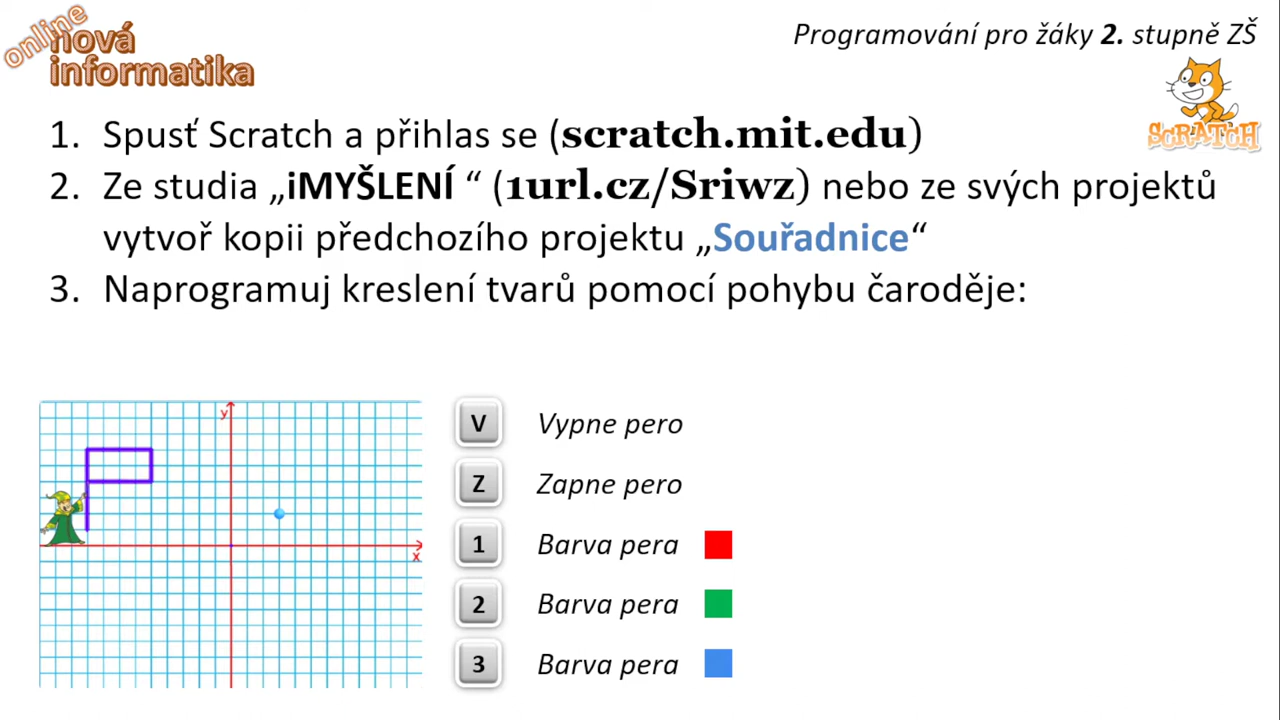 online
nová
informatika
Programování pro žáky 2. stupně ZŠ
SCRATCH
1. Spusť Scratch a přihlas se (scratch.mit.edu)
2. Ze studia „iMYŠLENÍ “ (1url.cz/Sriwz) nebo ze svých projektů
vytvoř kopii předchozího projektu „Souřadnice“
3. Naprogramuj kreslení tvarů pomocí pohybu čaroděje:
y
x
V Vypne pero
Z Zapne pero
1 Barva pera
2 Barva pera
3 Barva pera